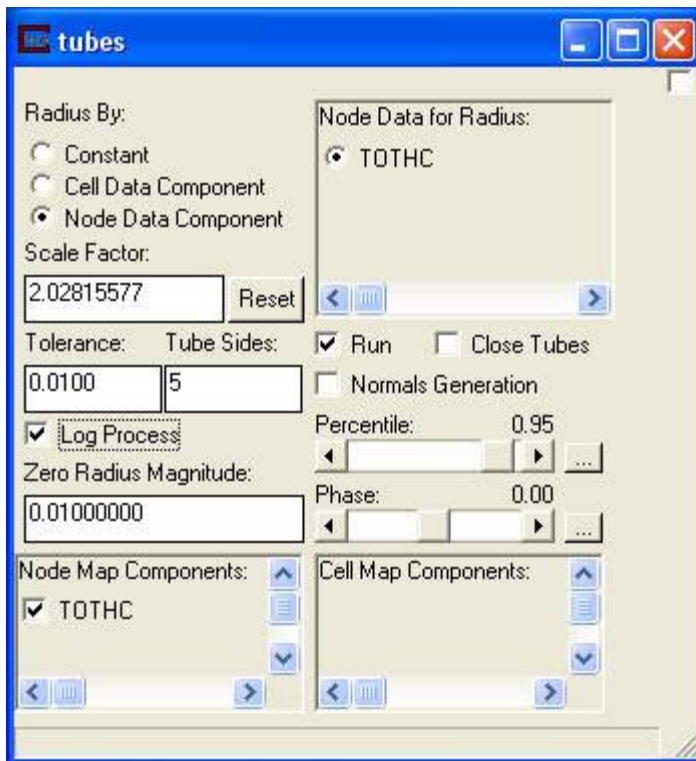 tubes
Radius By:
Constant
Cell Data Component
Node Data Component
Scale Factor:
2.02815577
Reset
Node Data for Radius:
TOTHC
Tolerance: Tube Sides:
0.0100 5
Log Process
Zero Radius Magnitude:
0.01000000
Run Close Tubes
Normals Generation
Percentile: 0.95
...
Phase: 0.00
...
Node Map Components:
TOTHC
Cell Map Components: